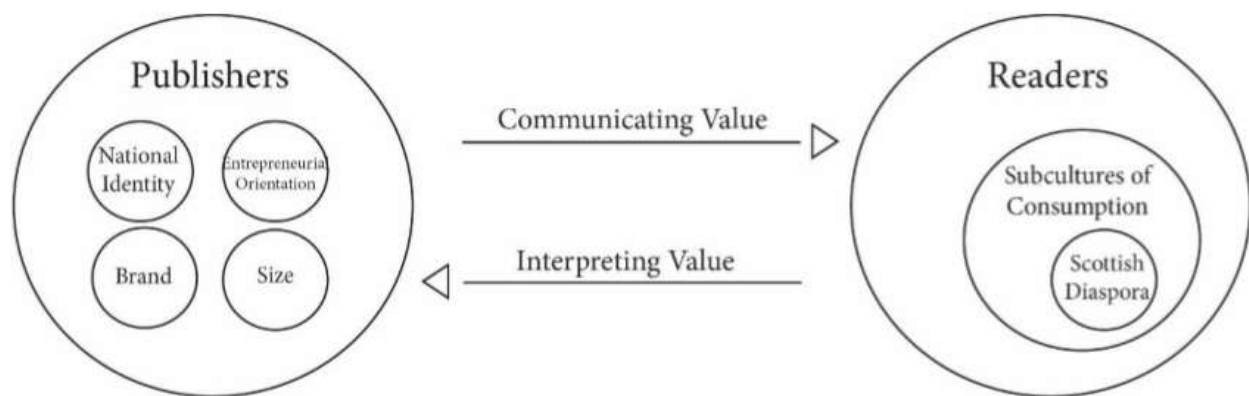 Publishers
National
Identity
Entrepreneuria
Orientation
Brand
Size
Communicating Value
Interpreting Value
Readers
Subcultures of
Consumption
Scottish
Diaspora